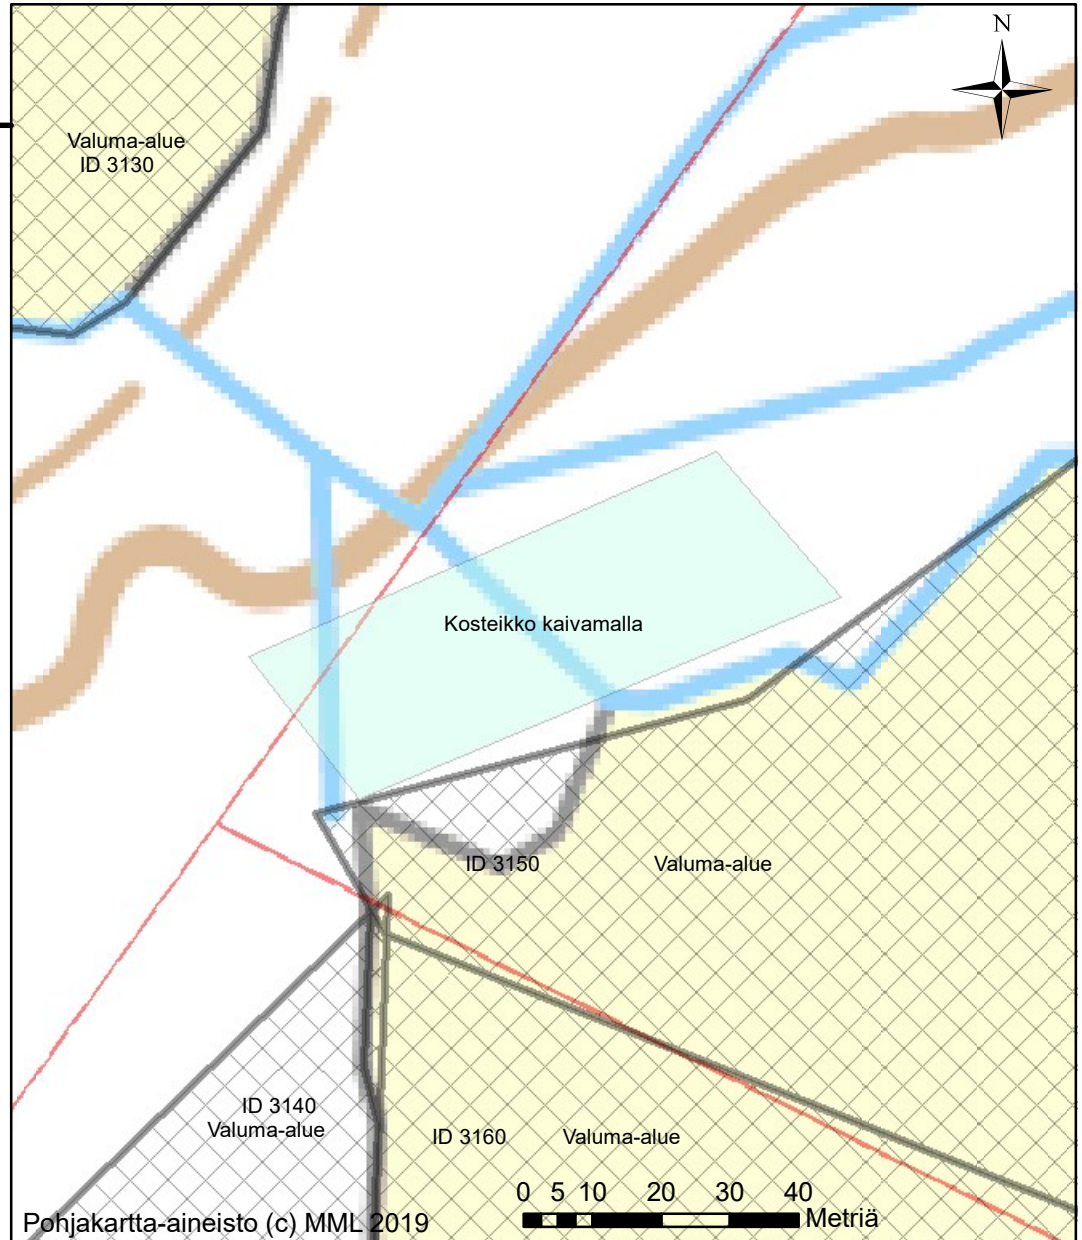 N
Valuma-alue
ID 3130
Kosteikko kaivamalla
ID 3150 Valuma-alue
ID 3140
Valuma-alue
ID 3160 Valuma-alue
0 5 10 20 30 40
Metriä
Pohjakartta-aineisto (c) MML 2019